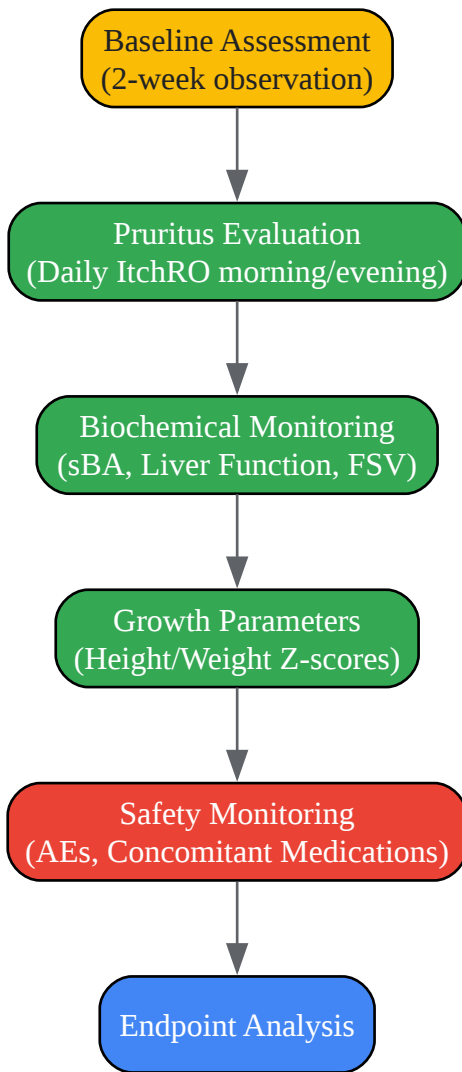 Baseline Assessment
(2-week observation)
Pruritus Evaluation
(Daily ItchRO morning/evening)
Biochemical Monitoring
(sBA, Liver Function, FSV)
Growth Parameters
(Height/Weight Z-scores)
Safety Monitoring
(AEs, Concomitant Medications)
Endpoint Analysis